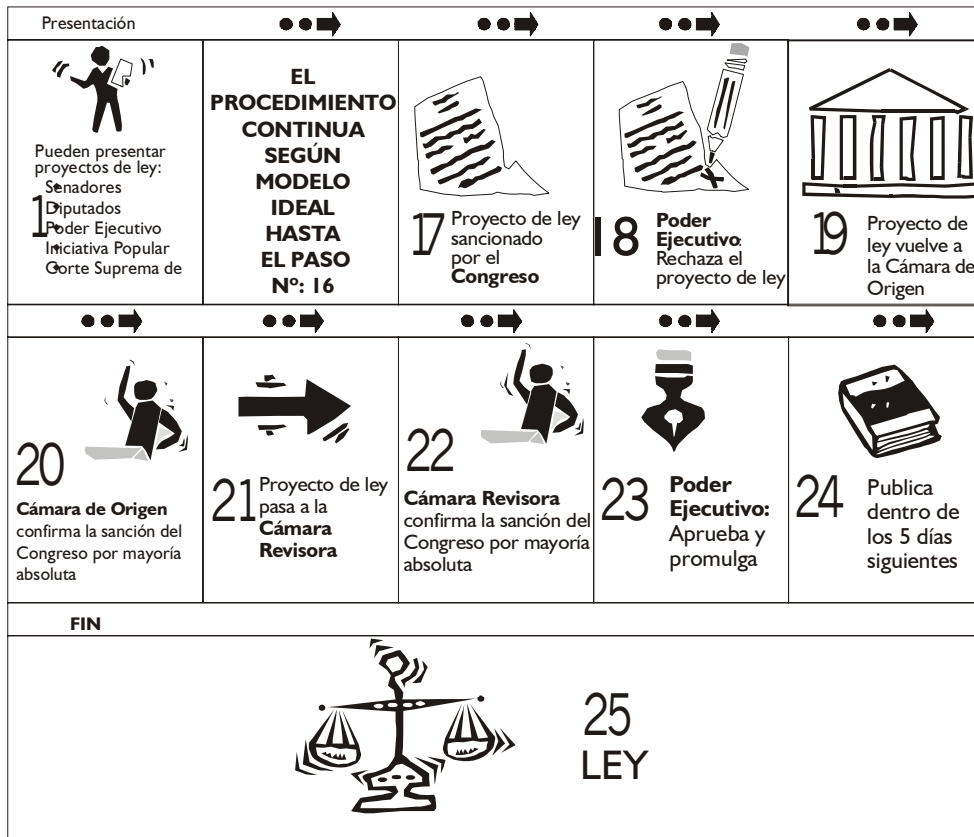 Presentación
Pueden presentar
proyectos de ley:
Senadores
Diputados
Poder Ejecutivo
Iniciativa Popular
Corte Suprema de
1
EL
PROCEDIMIENTO
CONTINUA
SEGÚN
MODELO
IDEAL
HASTA
EL PASO
Nº: 16
17
Proyecto de ley
sancionado
por el
Congreso
18
Poder
Ejecutivo:
Rechaza el
proyecto de ley
19
Proyecto de
ley vuelve a
la Cámara de
Origen
20
Cámara de Origen
confirma la sanción del
Congreso por mayoría
absoluta
21
Proyecto de ley
pasa a la
Cámara
Revisora
22
Cámara Revisora
confirma la sanción del
Congreso por mayoría
absoluta
23
Poder
Ejecutivo:
Aprueba y
promulga
24
Publica
dentro de
los 5 días
siguientes
FIN
25
LEY